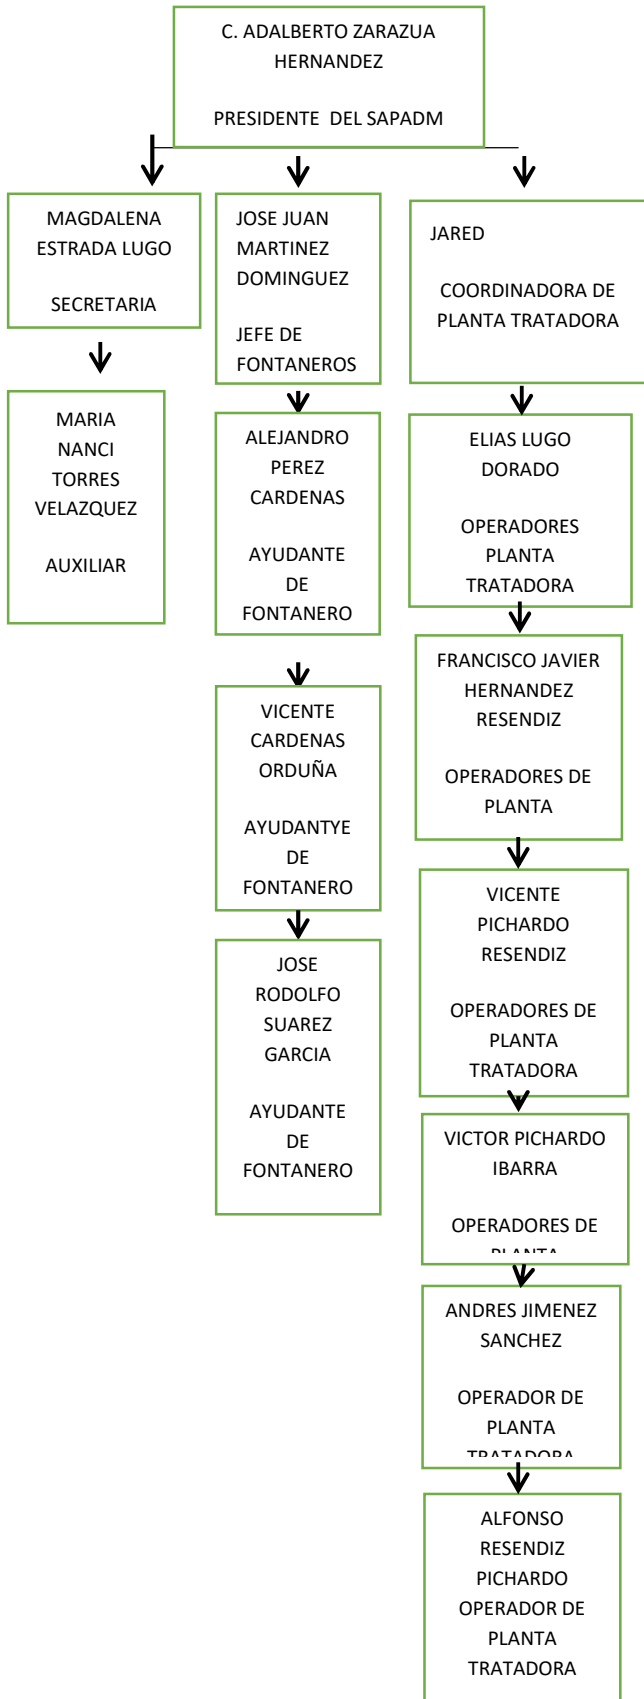 C. ADALBERTO ZARAZUA
HERNANDEZ
PRESIDENTE DEL SAPADM
MAGDALENA
ESTRADA LUGO
SECRETARIA
MARIA
NANCI
TORRES
VELAZQUEZ
AUXILIAR
JOSE JUAN
MARTINEZ
DOMINGUEZ
JEFE DE
FONTANEROS
ALEJANDRO
PEREZ
CARDENAS
AYUDANTE
DE
FONTANERO
VICENTE
CARDENAS
ORDUÑA
AYUDANTYE
DE
FONTANERO
JOSE
RODOLFO
SUAREZ
GARCIA
AYUDANTE
DE
FONTANERO
JARED
COORDINADORA DE
PLANTA TRATADORA
ELIAS LUGO
DORADO
OPERADORES
PLANTA
TRATADORA
FRANCISCO JAVIER
HERNANDEZ
RESENDIZ
OPERADORES DE
PLANTA
VICENTE
PICHARDO
RESENDIZ
OPERADORES DE
PLANTA
TRATADORA
VICTOR PICHARDO
IBARRA
OPERADORES DE
PLANTA
ANDRES JIMENEZ
SANCHEZ
OPERADOR DE
PLANTA
TRATADORA
ALFONSO
RESENDIZ
PICHARDO
OPERADOR DE
PLANTA
TRATADORA